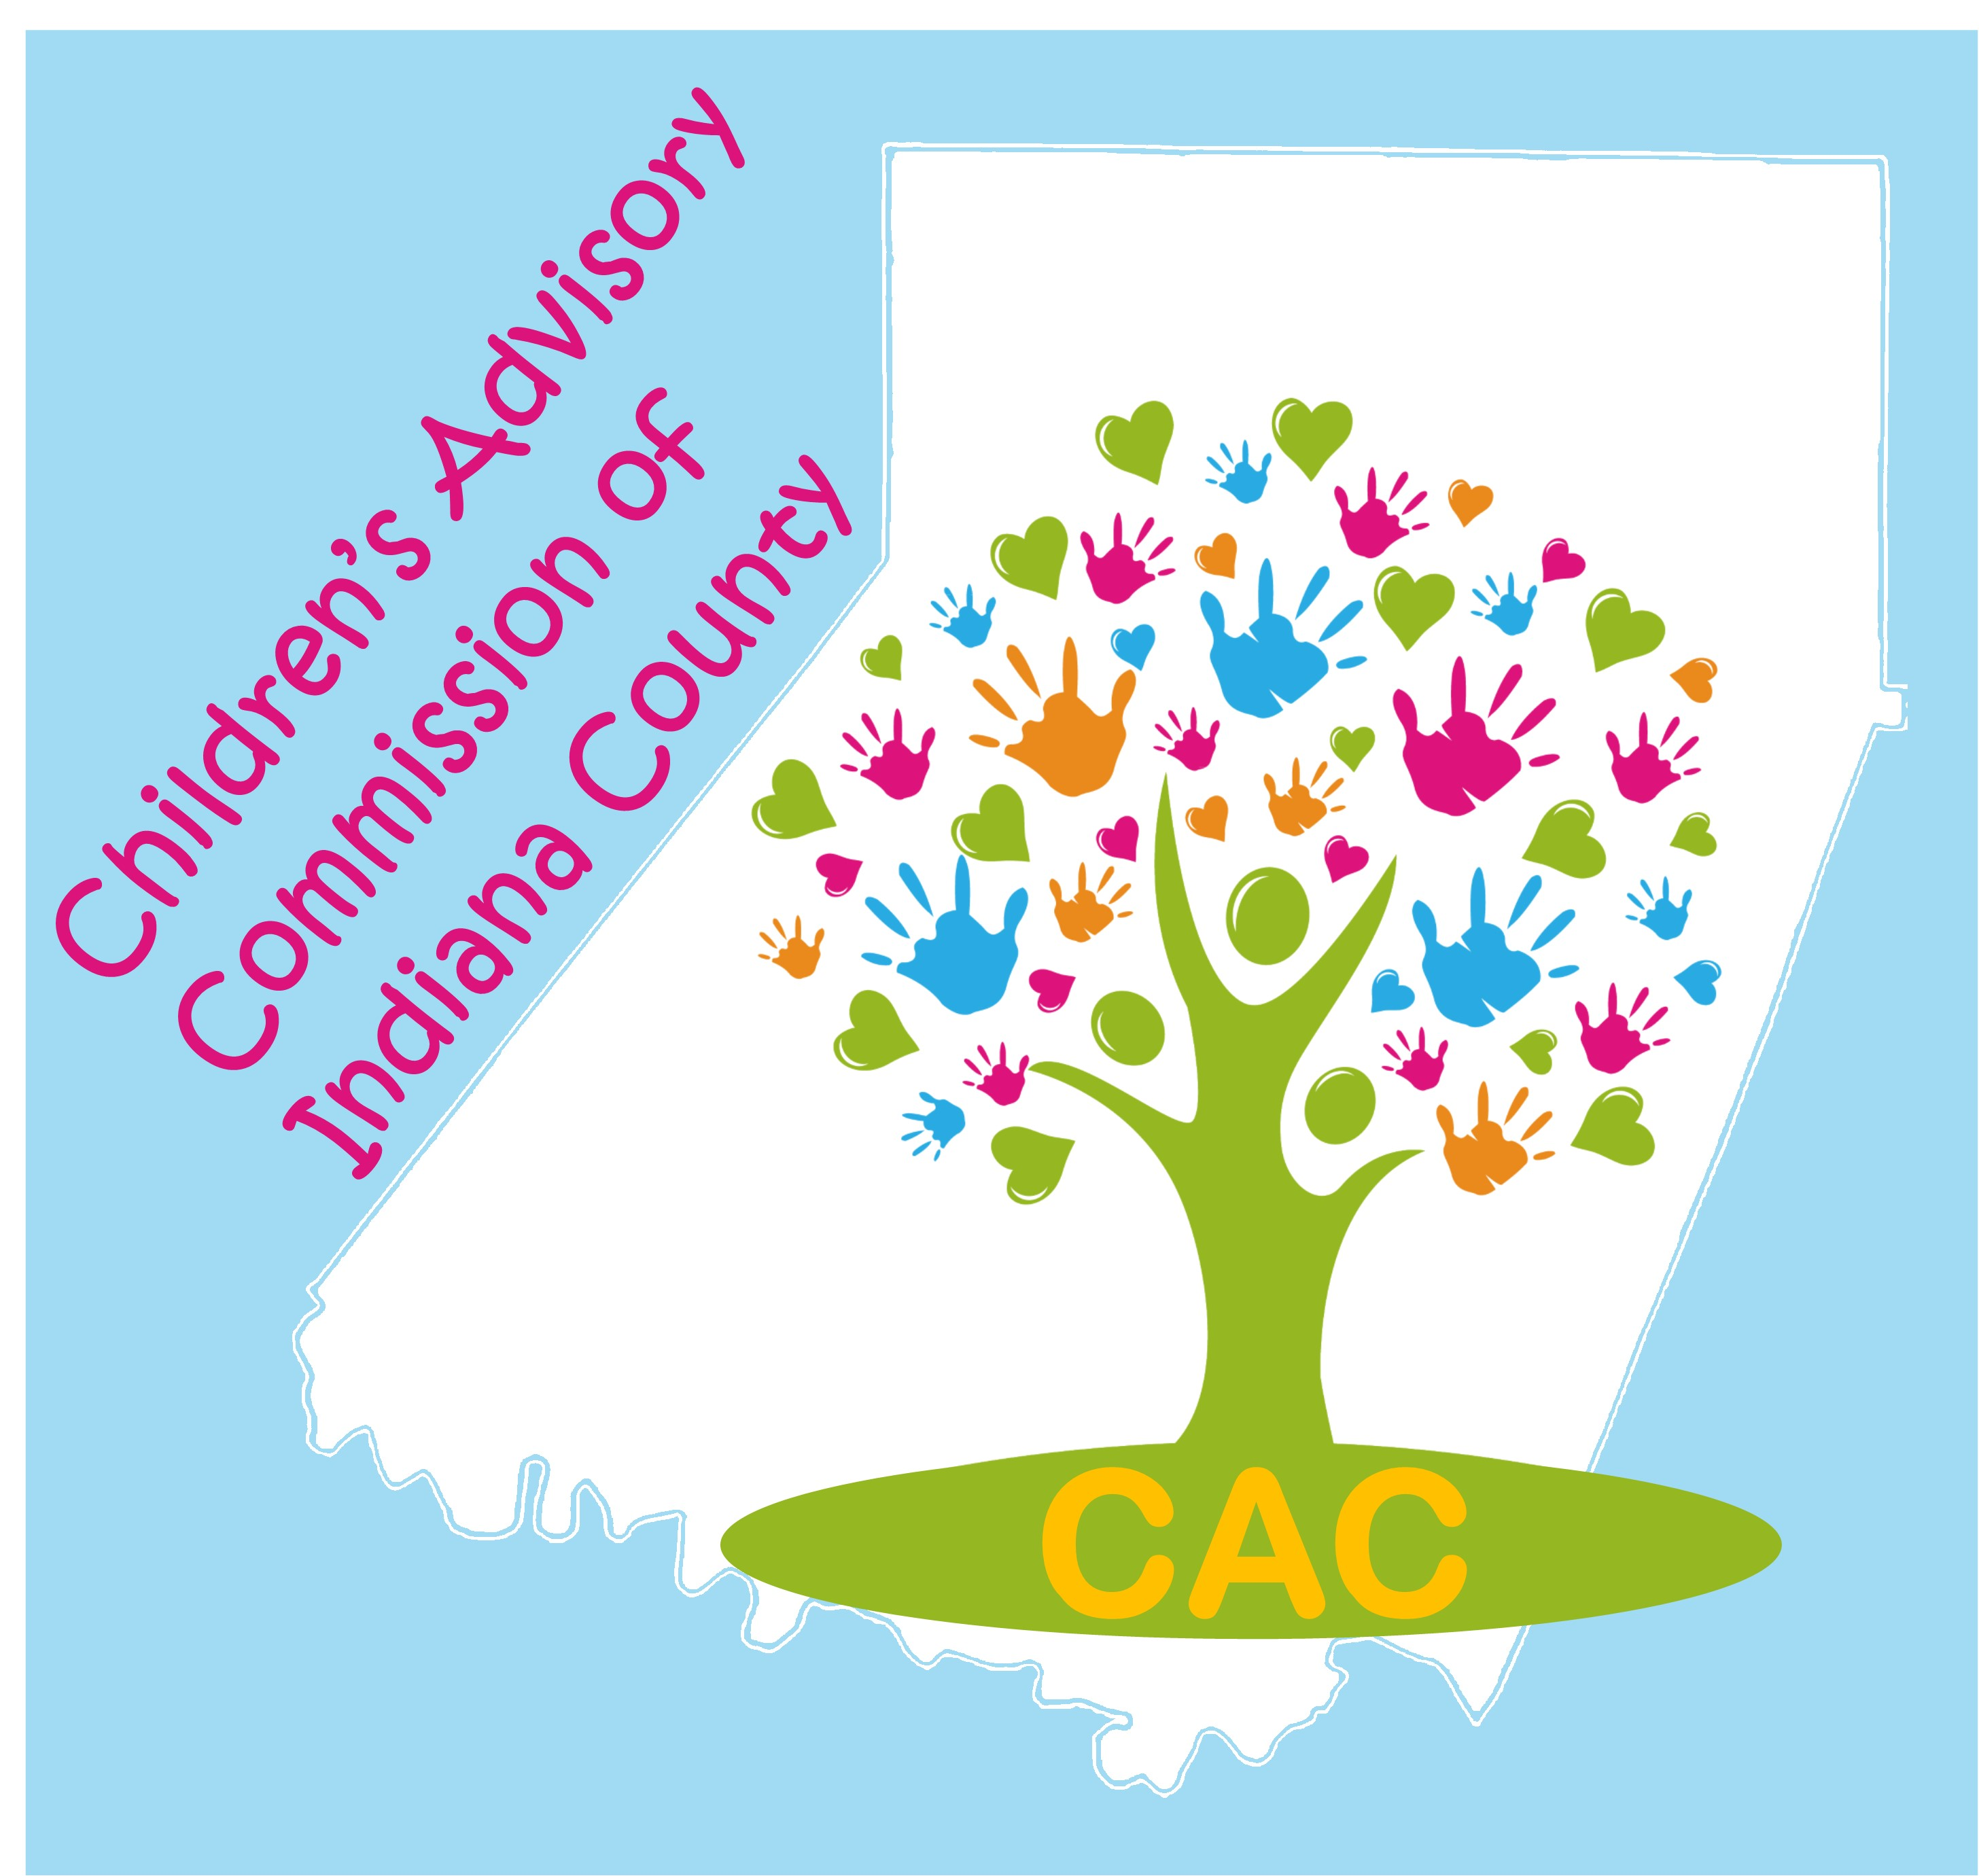 Children's Advisory
Commission of
Indiana County
CAC